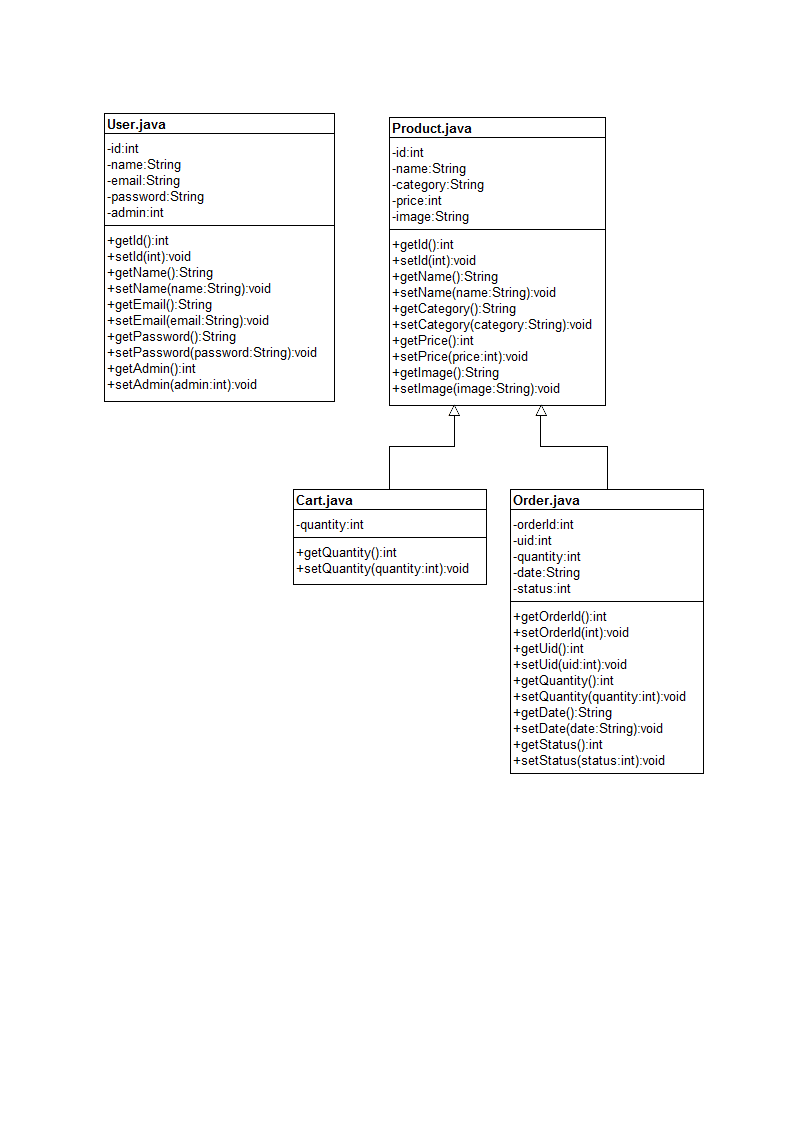 User.java
-id:int
-name:String
-email:String
-password:String
-admin:int
+getId():int
+setId(int):void
+getName():String
+setName(name:String):void
+getEmail():String
+setEmail(email:String):void
+getPassword():String
+setPassword(password:String):void
+getAdmin():int
+setAdmin(admin:int):void
Product.java
-id:int
-name:String
-category:String
-price:int
-image:String
+getId():int
+setId(int):void
+getName():String
+setName(name:String):void
+getCategory():String
+setCategory(category:String):void
+getPrice():int
+setPrice(price:int):void
+getImage():String
+setImage(image:String):void
Cart.java
-quantity:int
+getQuantity():int
+setQuantity(quantity:int):void
Order.java
-orderId:int
-uid:int
-quantity:int
-date:String
-status:int
+getOrderId():int
+setOrderId(int):void
+getUid():int
+setUid(uid:int):void
+getQuantity():int
+setQuantity(quantity:int):void
+getDate():String
+setDate(date:String):void
+getStatus():int
+setStatus(status:int):void